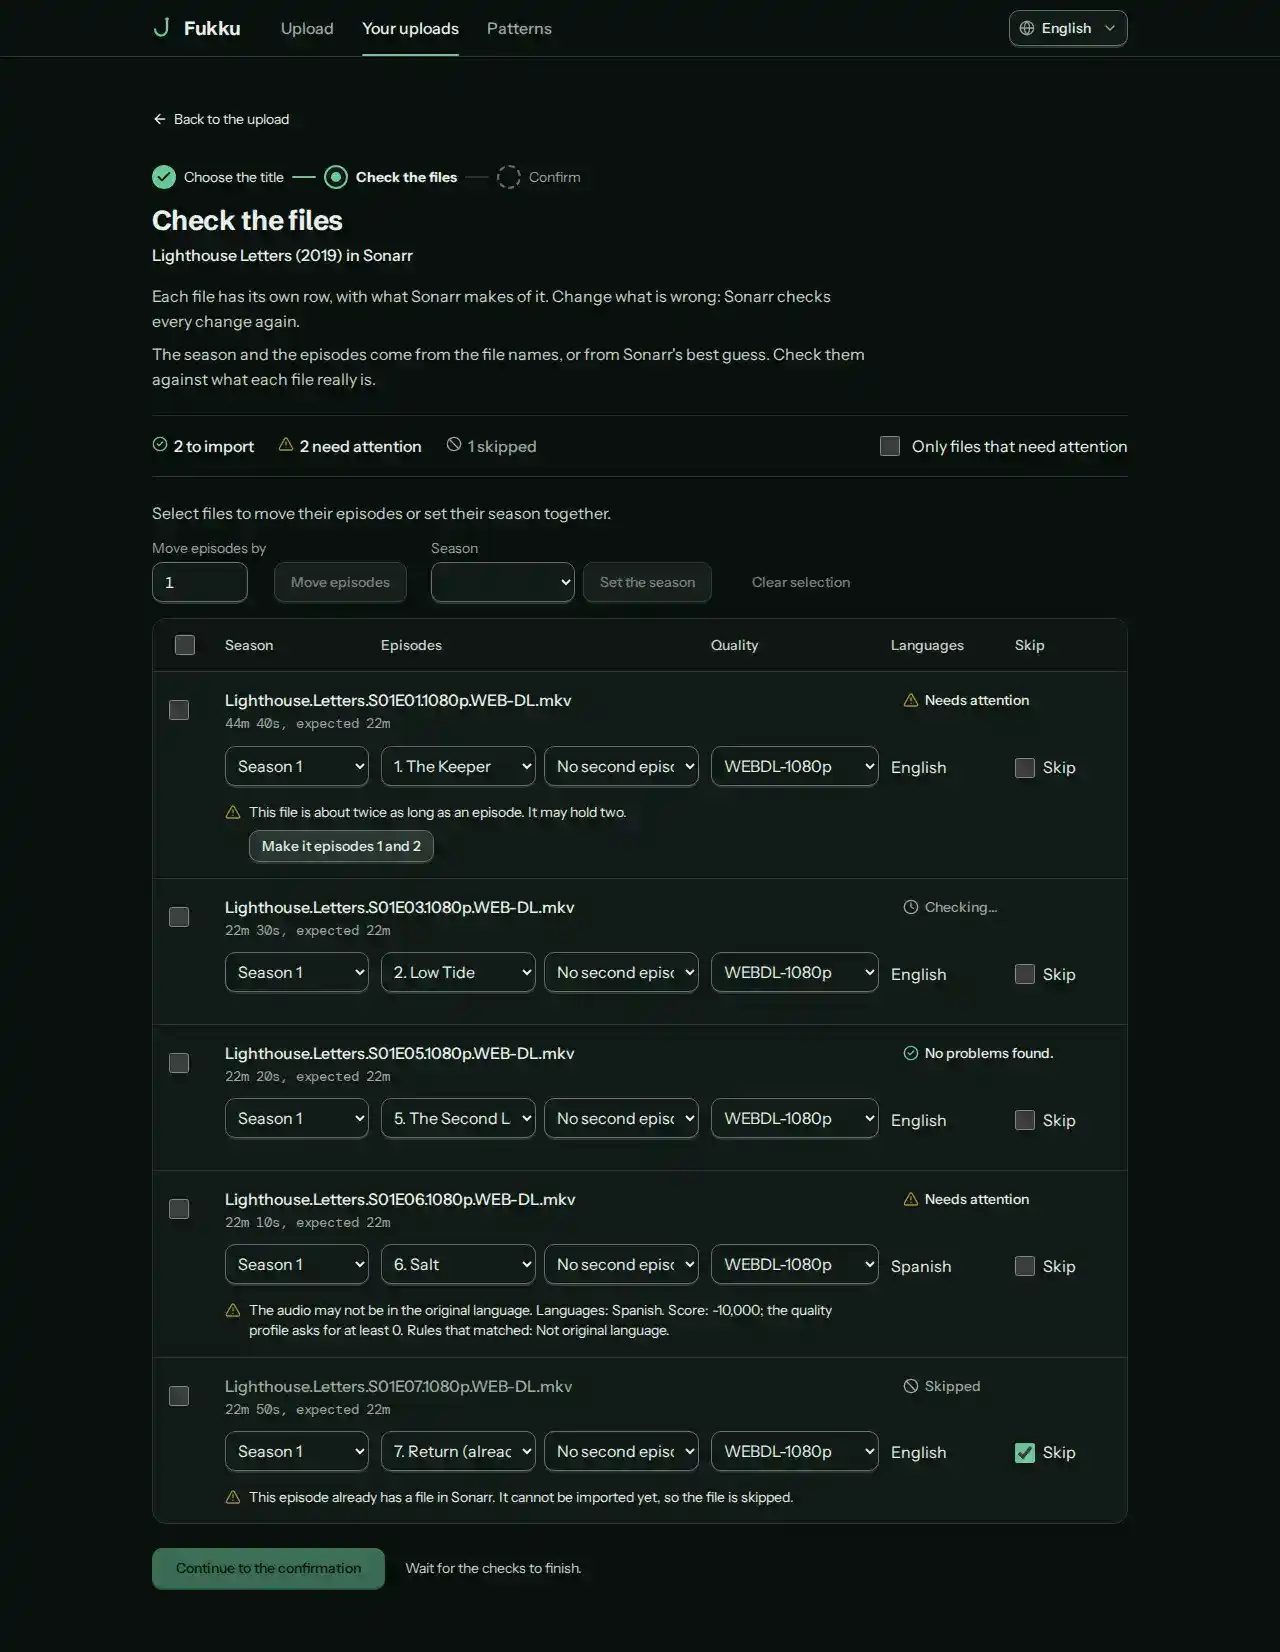 Fukku
Upload
Your uploads
Patterns
English
Back to the upload
Choose the title
Check the files
Confirm
Check the files
Lighthouse Letters (2019) in Sonarr
Each file has its own row, with what Sonarr makes of it. Change what is wrong: Sonarr checks
every change again.
The season and the episodes come from the file names, or from Sonarr's best guess. Check them
against what each file really is.
2 to import
2 need attention
1 skipped
Only files that need attention
Select files to move their episodes or set their season together.
Move episodes by
Season
1
Move episodes
Set the season
Clear selection
Season
Episodes
Quality
Languages
Skip
Lighthouse.Letters.S01E01.1080p.WEB-DL.mkv
Needs attention
44m 40s, expected 22m
Season 1
1. The Keeper
No second episo
WEBDL-1080p
English
Skip
This file is about twice as long as an episode. It may hold two.
Make it episodes 1 and 2
Lighthouse.Letters.S01E03.1080p.WEB-DL.mkv
Checking...
22m 30s, expected 22m
Season 1
2. Low Tide
No second episo
WEBDL-1080p
English
Skip
Lighthouse.Letters.S01E05.1080p.WEB-DL.mkv
No problems found.
22m 20s, expected 22m
Season 1
5. The Second L
No second episo
WEBDL-1080p
English
Skip
Lighthouse.Letters.S01E06.1080p.WEB-DL.mkv
Needs attention
22m 10s, expected 22m
Season 1
6. Salt
No second episo
WEBDL-1080p
Spanish
Skip
The audio may not be in the original language. Languages: Spanish. Score: -10,000; the quality
profile asks for at least 0. Rules that matched: Not original language.
Lighthouse.Letters.S01E07.1080p.WEB-DL.mkv
Skipped
22m 50s, expected 22m
Season 1
7. Return (alreac
No second episo
WEBDL-1080p
English
Skip
This episode already has a file in Sonarr. It cannot be imported yet, so the file is skipped.
Continue to the confirmation
Wait for the checks to finish.